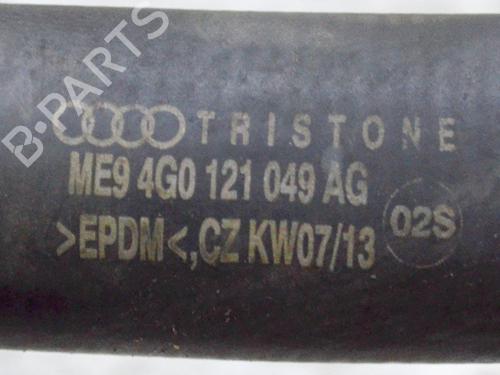 B-PARTS
TRISTONE
ME9 4G0 121 049 AG
>EPDM<,CZ KW07/13
02S